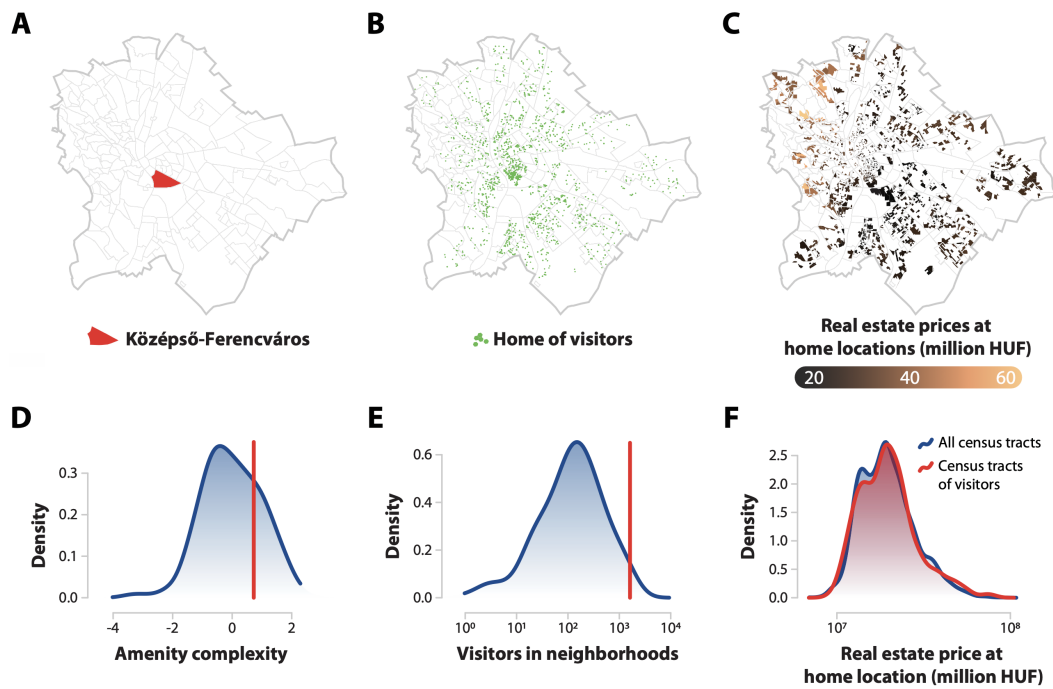 A
B
C
Középső-Ferencváros
Home of visitors
Real estate prices at
home locations (million HUF)
20 40 60
D
E
F
Density
0.3
0.2
0.1
0.0
-4 -2 0 2
Amenity complexity
Density
0.6
0.4
0.2
0.0
10⁰ 10¹ 10² 10³ 10⁴
Visitors in neighborhoods
Density
2.5
2.0
1.5
1.0
0.5
0.0
All census tracts
Census tracts
of visitors
10⁷ 10⁸
Real estate price at
home location (million HUF)